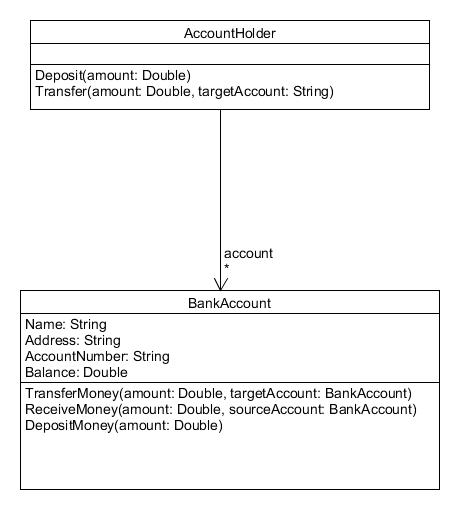 AccountHolder
Deposit(amount: Double)
Transfer(amount: Double, targetAccount: String)
account
*
BankAccount
Name: String
Address: String
AccountNumber: String
Balance: Double
TransferMoney(amount: Double, targetAccount: BankAccount)
ReceiveMoney(amount: Double, sourceAccount: BankAccount)
DepositMoney(amount: Double)